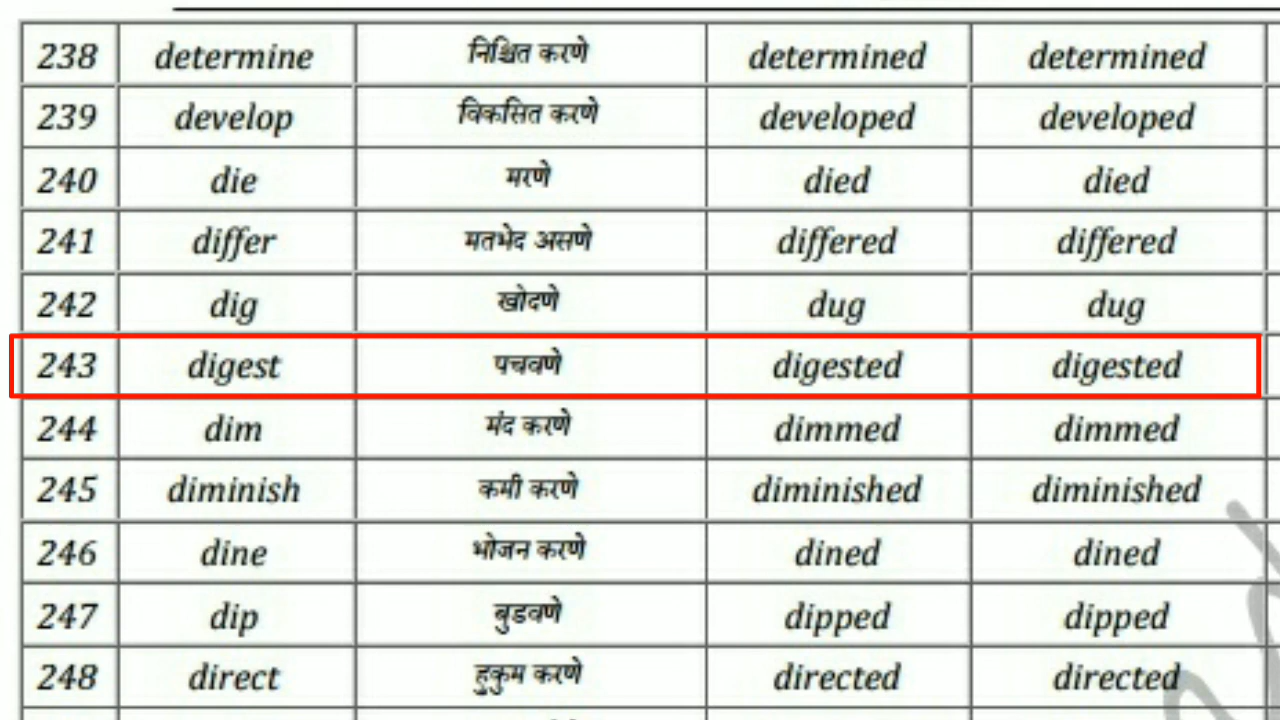 238 determine निश्चित करणे determined determined
239 develop विकसित करणे developed developed
240 die मरणे died died
241 differ मतभेद असणे differed differed
242 dig खोदणे dug dug
243 digest पचवणे digested digested
244 dim मंद करणे dimmed dimmed
245 diminish कमी करणे diminished diminished
246 dine भोजन करणे dined dined
247 dip बुडवणे dipped dipped
248 direct हुकुम करणे directed directed